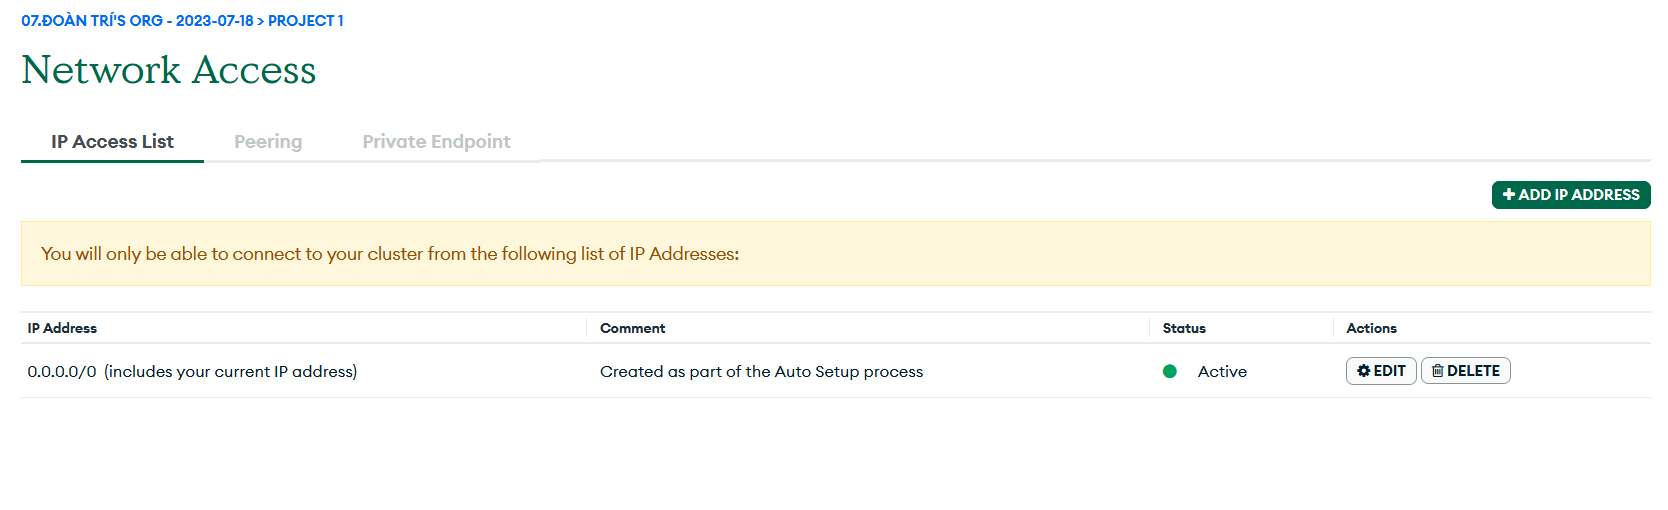 07.ĐOÀN TRÍ'S ORG - 2023-07-18 > PROJECT 1
Network Access
IP Access List Peering Private Endpoint
+ ADD IP ADDRESS
You will only be able to connect to your cluster from the following list of IP Addresses:
IP Address Comment Status Actions
0.0.0.0/0 (includes your current IP address) Created as part of the Auto Setup process Active EDIT DELETE